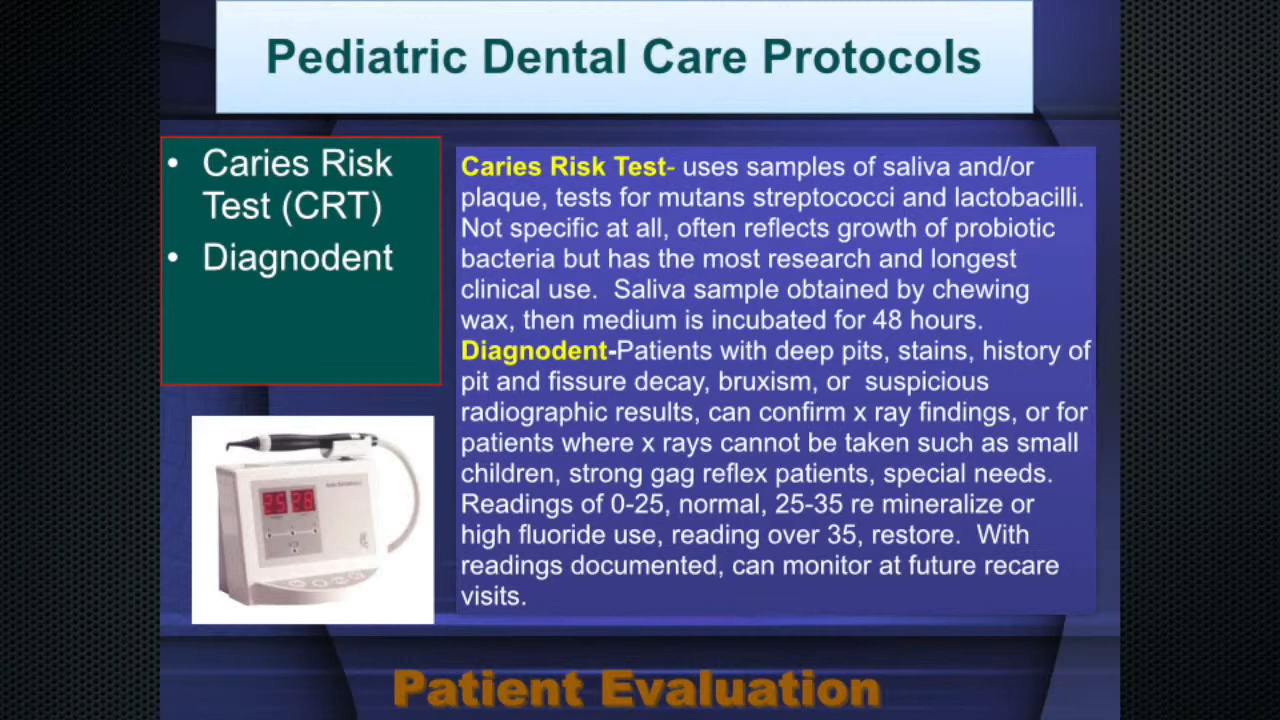 Pediatric Dental Care Protocols
• Caries Risk
Test (CRT)
• Diagnodent
Caries Risk Test- uses samples of saliva and/or
plaque, tests for mutans streptococci and lactobacilli.
Not specific at all, often reflects growth of probiotic
bacteria but has the most research and longest
clinical use.  Saliva sample obtained by chewing
wax, then medium is incubated for 48 hours.
Diagnodent-Patients with deep pits, stains, history of
pit and fissure decay, bruxism, or  suspicious
radiographic results, can confirm x ray findings, or for
patients where x rays cannot be taken such as small
children, strong gag reflex patients, special needs.
Readings of 0-25, normal, 25-35 re mineralize or
high fluoride use, reading over 35, restore.  With
readings documented, can monitor at future recare
visits.
25 28
Patient Evaluation